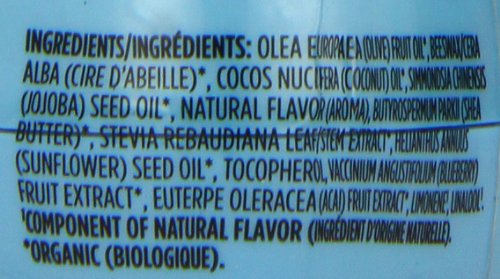 INGREDIENTS/INGRÉDIENTS: OLEA EUROPAEA (OLIVE) FRUIT OIL*, BEESWAX/CERA
ALBA (CIRE D'ABEILLE)*, COCOS NUCIFERA (COCONUT) OIL*, SIMMONDSIA CHINENSIS
(JOJOBA) SEED OIL*, NATURAL FLAVOR (AROMA), BUTYROSPERMUM PARKII (SHEA
BUTTER)*, STEVIA REBAUDIANA LEAF/STEM EXTRACT*, HELIANTHUS ANNUUS
(SUNFLOWER) SEED OIL*, TOCOPHEROL, VACCINIUM ANGUSTIFOLIUM (BLUEBERRY)
FRUIT EXTRACT*, EUTERPE OLERACEA (ACAI) FRUIT EXTRACT*, LIMONENE¹, LINALOOL¹.
¹COMPONENT OF NATURAL FLAVOR (INGRÉDIENT D'ORIGINE NATURELLE).
*ORGANIC (BIOLOGIQUE).